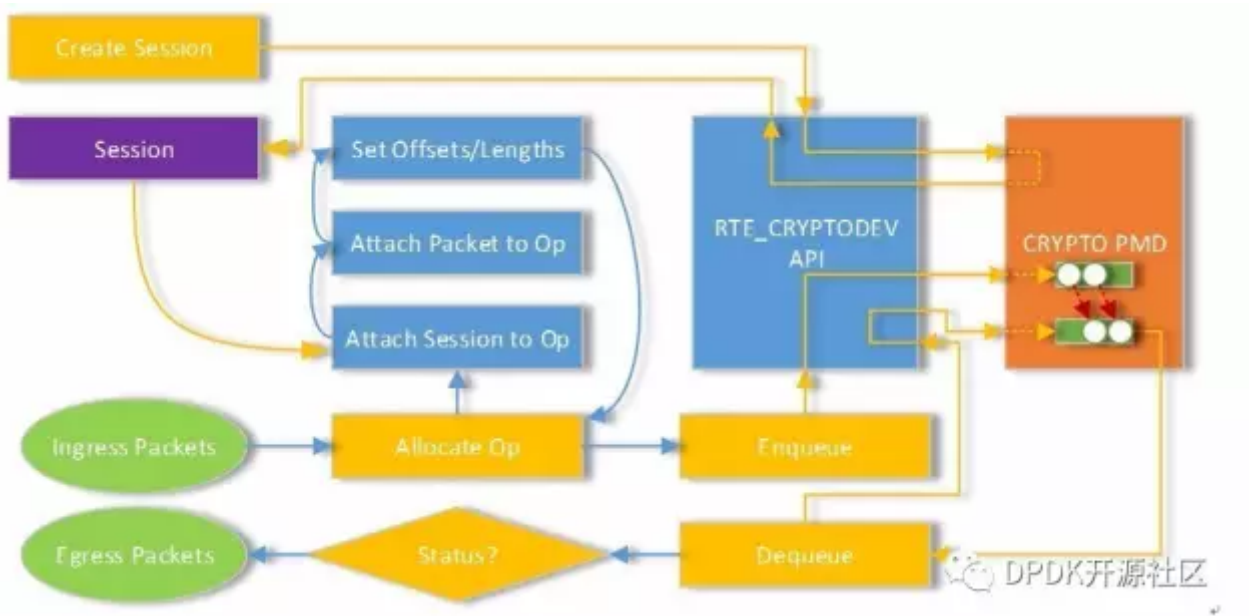 Create Session
Session
Set Offsets/Lengths
Attach Packet to Op
Attach Session to Op
RTE_CRYPTODEV
API
CRYPTO PMD
Ingress Packets
Allocate Op
Enqueue
Egress Packets
Status?
Dequeue
DPDK开源社区